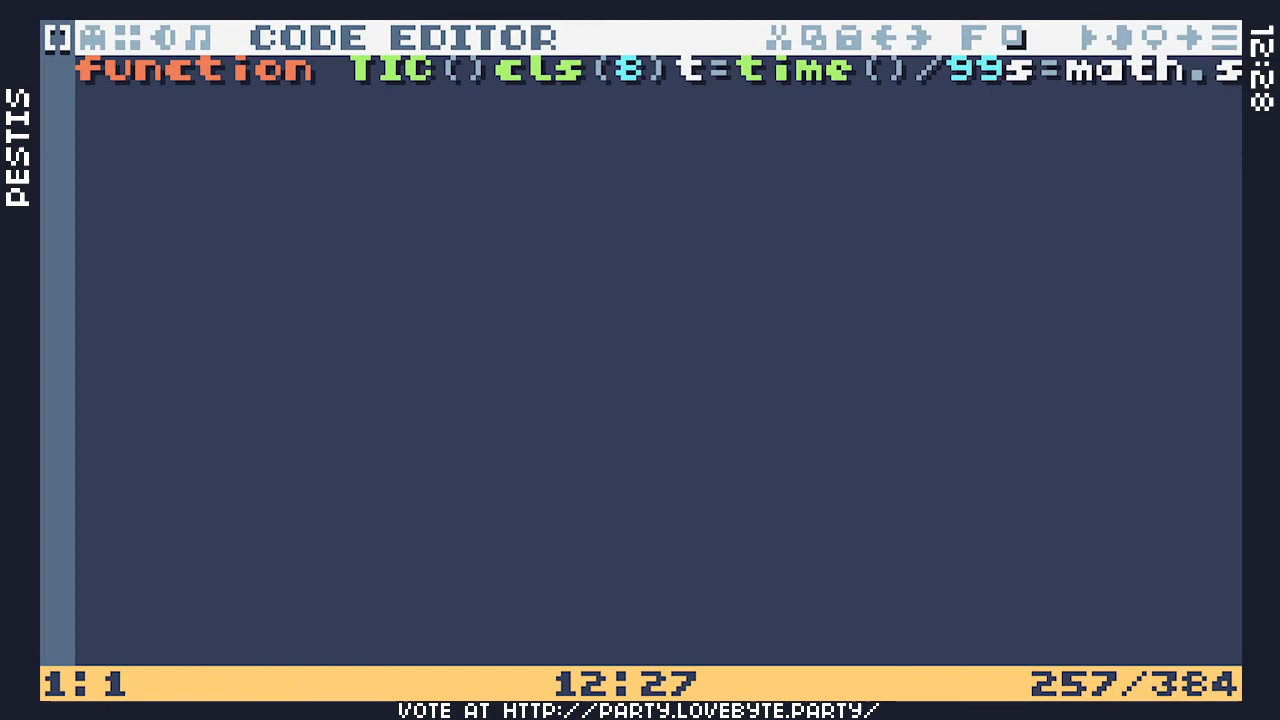 CODE EDITOR
function TIC()cls(8)t=time()/99s=math.s
PESTIS
12:28
1:1 12:27 257/384
VOTE AT HTTP://PARTY.LOVEBYTE.PARTY/